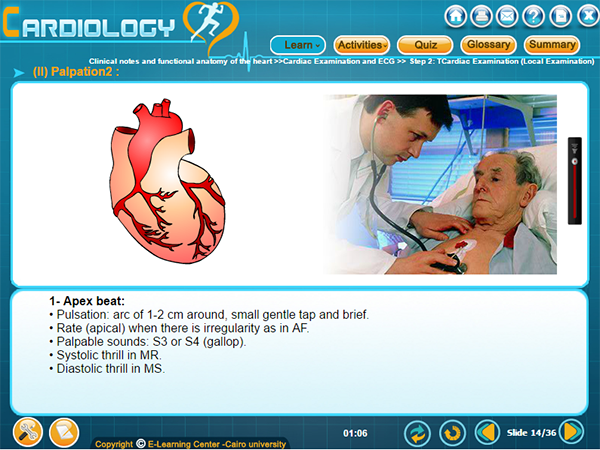 CARDIOLOGY
Learn
Activities
Quiz
Glossary
Summary
Clinical notes and functional anatomy of the heart >>Cardiac Examination and ECG >> Step 2: TCardiac Examination (Local Examination)
(II) Palpation2 :
1- Apex beat:
• Pulsation: arc of 1-2 cm around, small gentle tap and brief.
• Rate (apical) when there is irregularity as in AF.
• Palpable sounds: S3 or S4 (gallop).
• Systolic thrill in MR.
• Diastolic thrill in MS.
Copyright © E-Learning Center -Cairo university
01:06
Slide 14/36